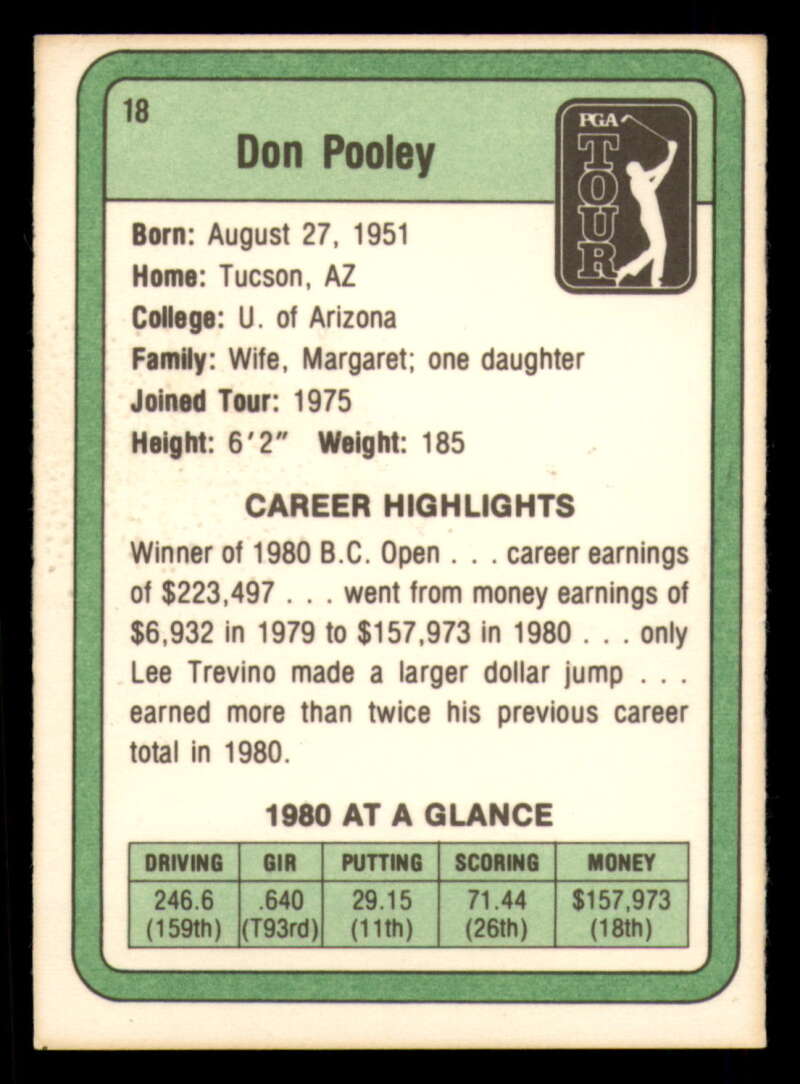 18
Don Pooley
PGA
TOUR
Born: August 27, 1951
Home: Tucson, AZ
College: U. of Arizona
Family: Wife, Margaret; one daughter
Joined Tour: 1975
Height: 6'2" Weight: 185
CAREER HIGHLIGHTS
Winner of 1980 B.C. Open . . . career earnings
of $223,497 . . . went from money earnings of
$6,932 in 1979 to $157,973 in 1980 . . . only
Lee Trevino made a larger dollar jump . . .
earned more than twice his previous career
total in 1980.
1980 AT A GLANCE
DRIVING GIR PUTTING SCORING MONEY
246.6 .640 29.15 71.44 $157,973
(159th) (T93rd) (11th) (26th) (18th)